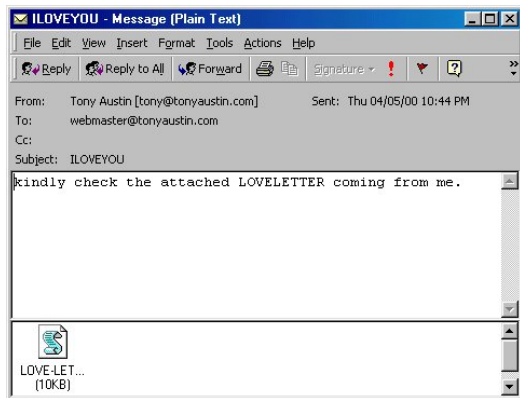 ILOVEYOU - Message (Plain Text)
File Edit View Insert Format Tools Actions Help
Reply Reply to All Forward Signature
From: Tony Austin [tony@tonyaustin.com] Sent: Thu 04/05/00 10:44 PM
To: webmaster@tonyaustin.com
Cc:
Subject: ILOVEYOU
kindly check the attached LOVELETTER coming from me.
LOVE-LET...
(10KB)